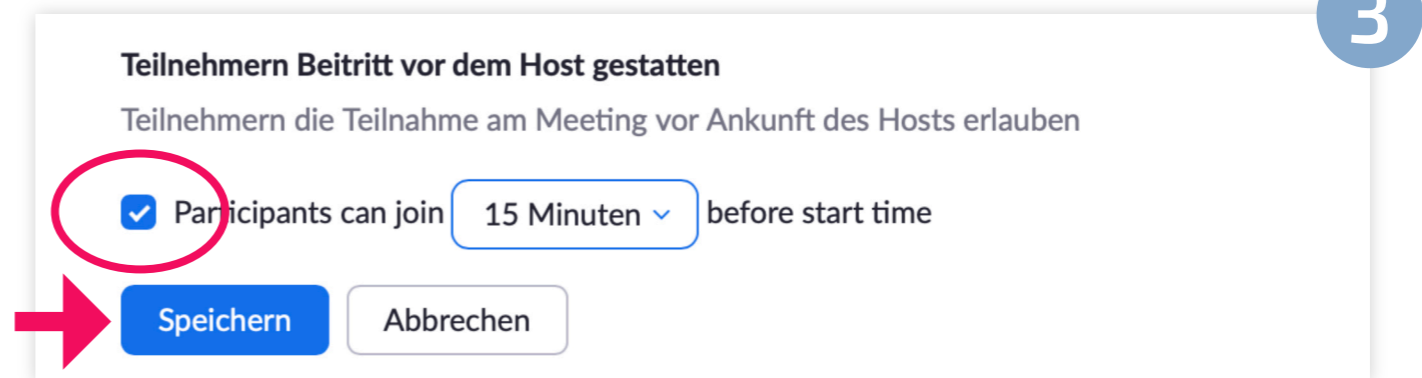 3
Teilnehmern Beitritt vor dem Host gestatten
Teilnehmern die Teilnahme am Meeting vor Ankunft des Hosts erlauben
Participants can join 15 Minuten before start time
Speichern Abbrechen